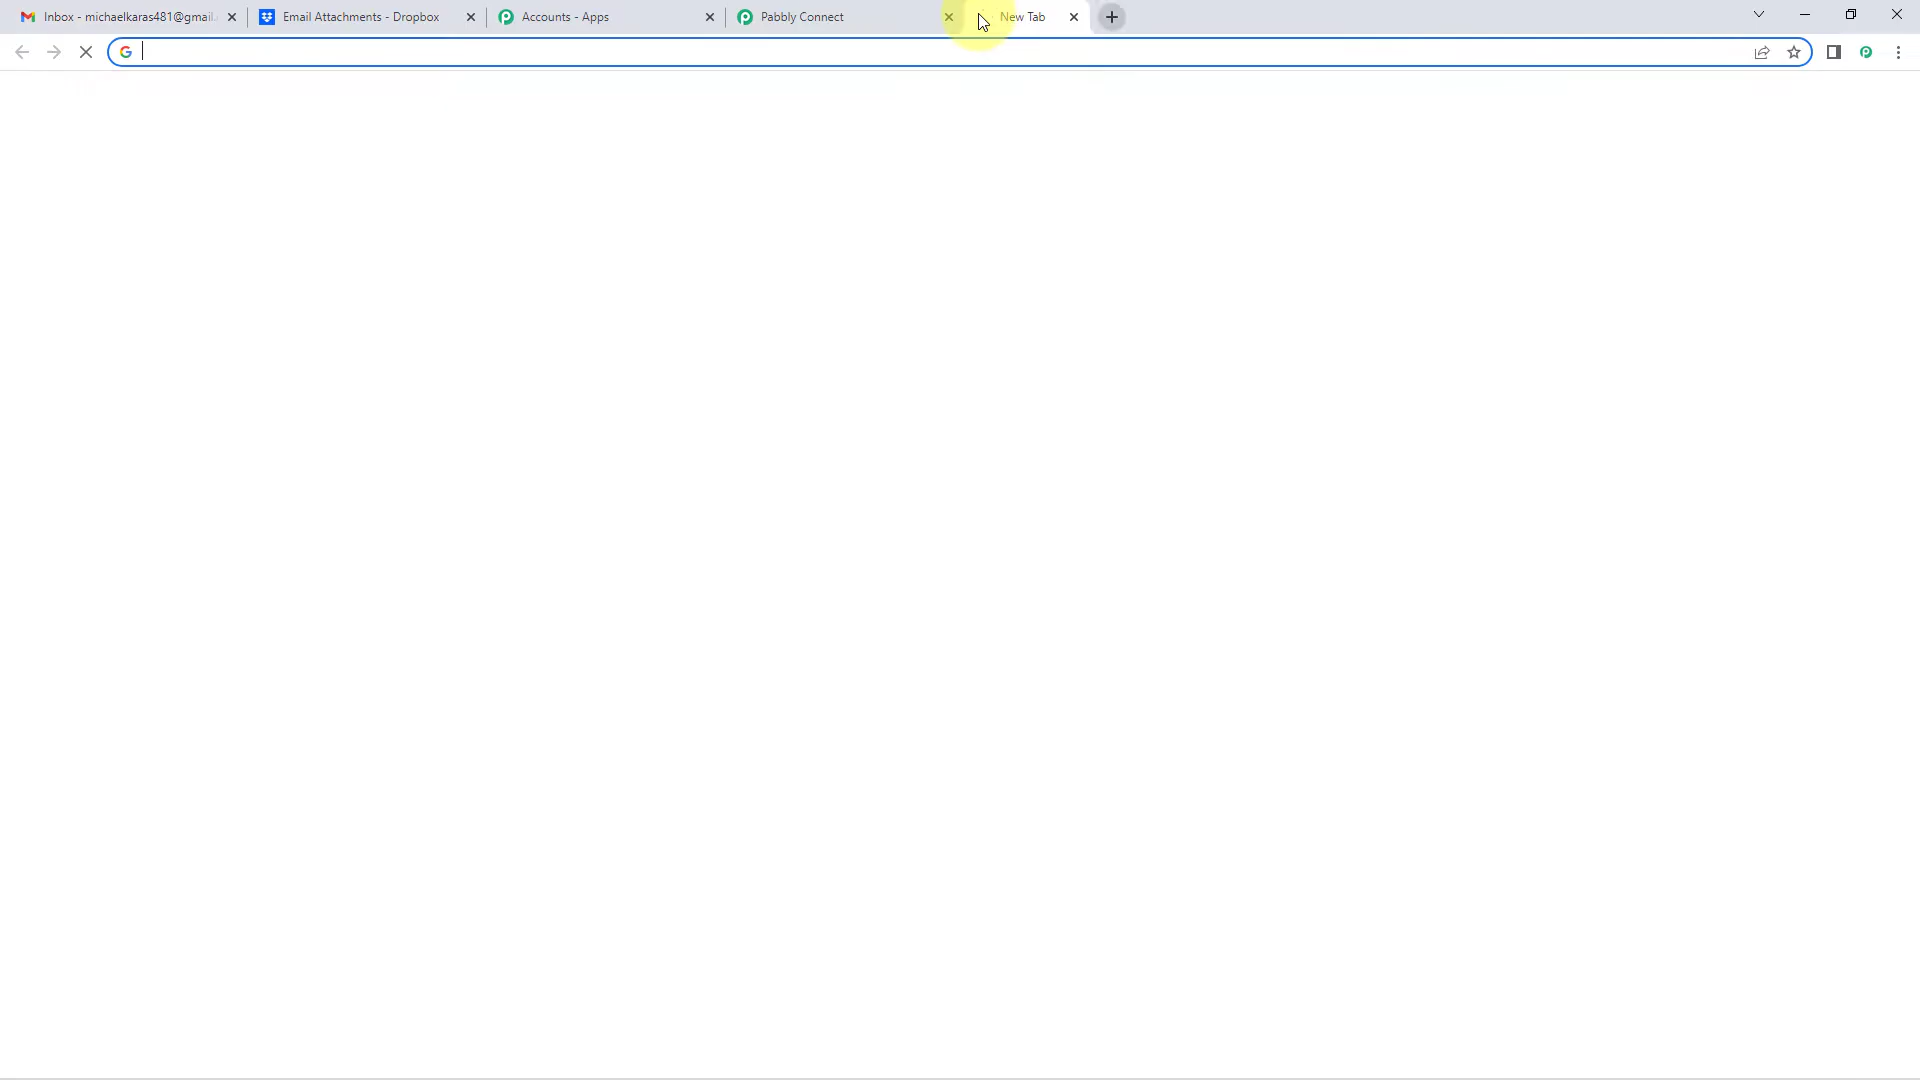 Inbox - michaelkaras481@gmail.
Email Attachments - Dropbox
Accounts - Apps
Pabbly Connect
New Tab